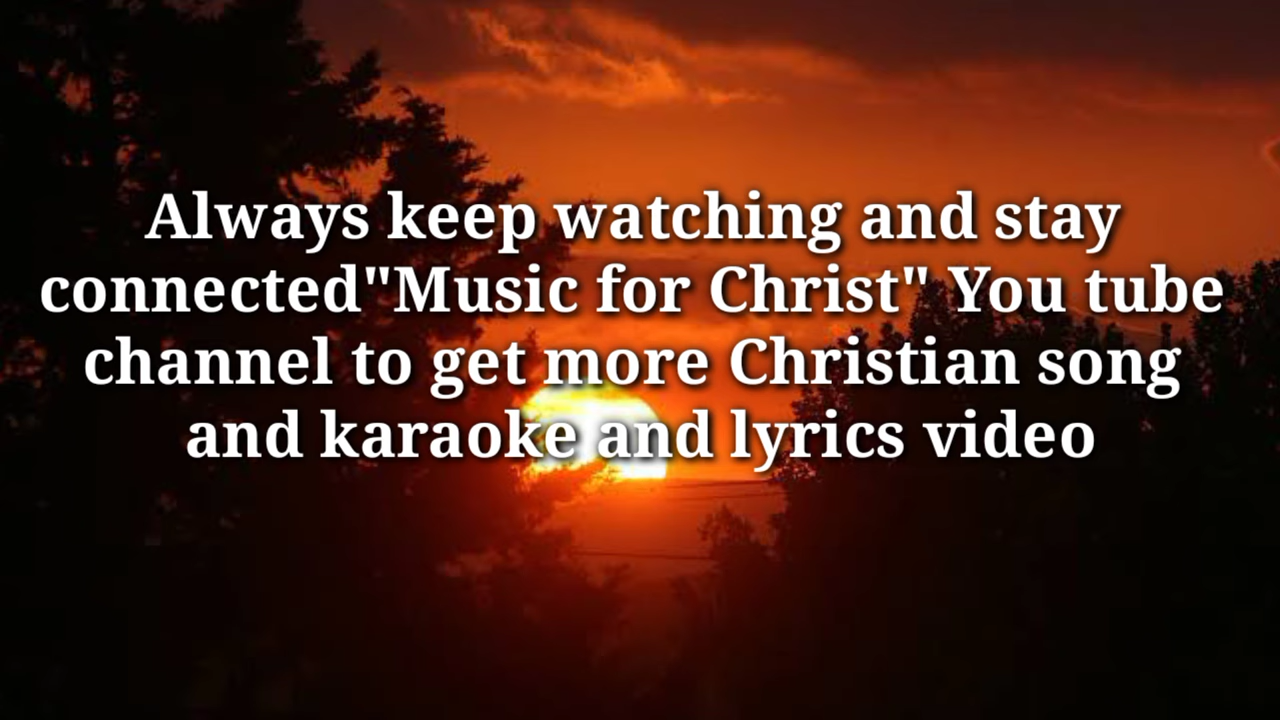 Always keep watching and stay
connected"Music for Christ" You tube
channel to get more Christian song
and karaoke and lyrics video